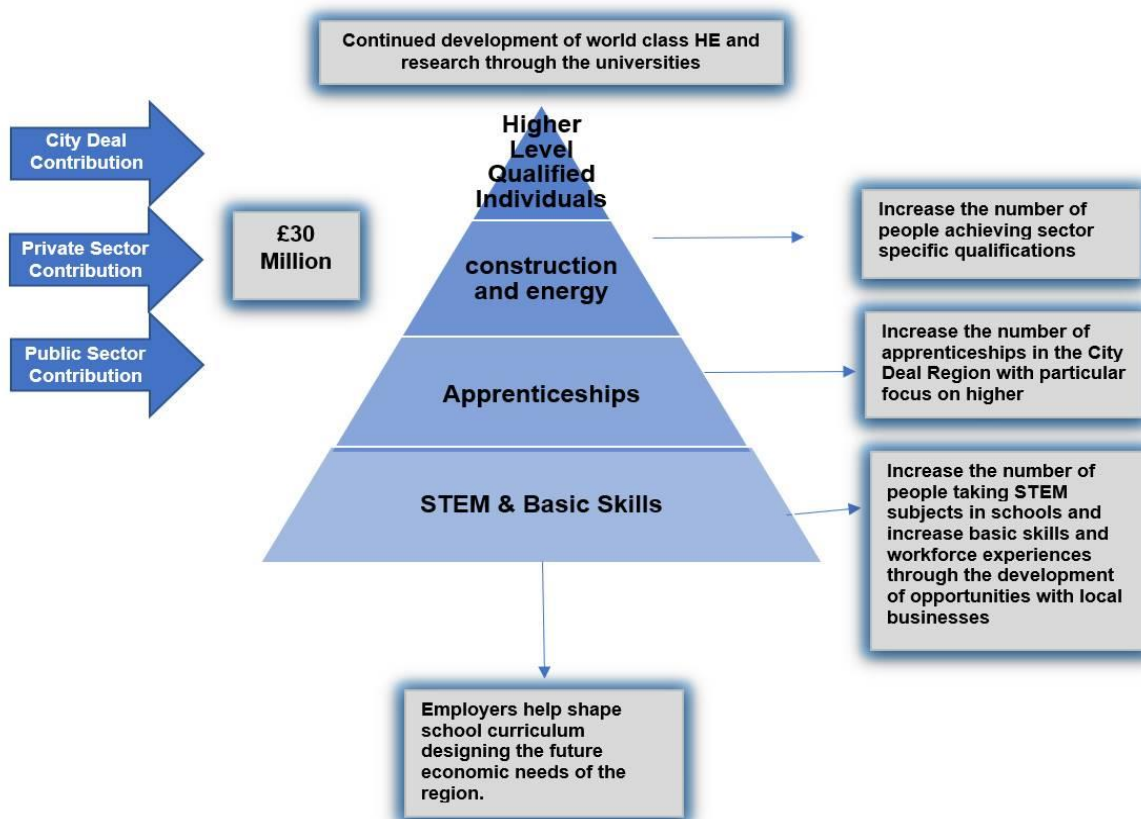 Continued development of world class HE and
research through the universities
City Deal
Contribution
Private Sector
Contribution
Public Sector
Contribution
£30
Million
Higher
Level
Qualified
Individuals
construction
and energy
Apprenticeships
STEM & Basic Skills
Increase the number of
people achieving sector
specific qualifications
Increase the number of
apprenticeships in the City
Deal Region with particular
focus on higher
Increase the number of
people taking STEM
subjects in schools and
increase basic skills and
workforce experiences
through the development
of opportunities with local
businesses
Employers help shape
school curriculum
designing the future
economic needs of the
region.